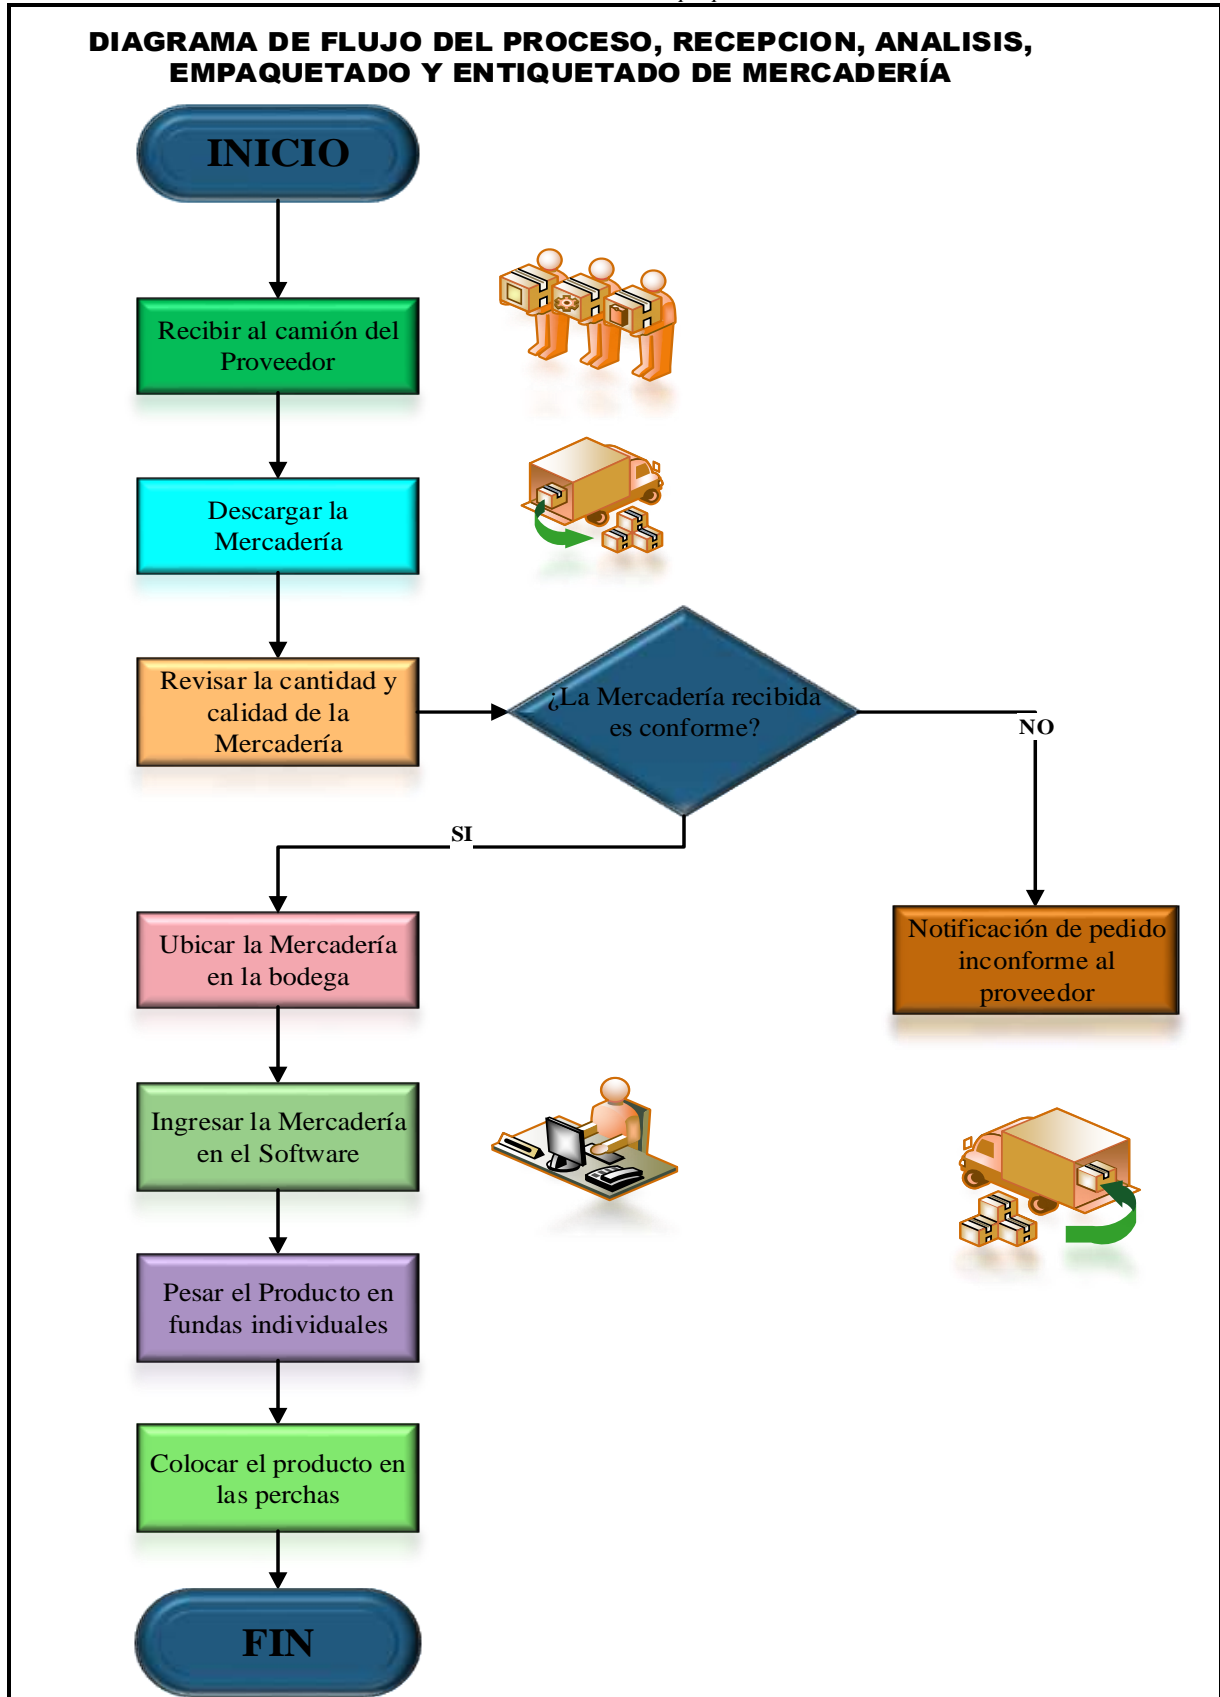 DIAGRAMA DE FLUJO DEL PROCESO, RECEPCION, ANALISIS,
EMPAQUETADO Y ENTIQUETADO DE MERCADERÍA
INICIO
Recibir al camión del
Proveedor
Descargar la
Mercadería
Revisar la cantidad y
calidad de la
Mercadería
¿La Mercadería recibida
es conforme?
NO
SI
Ubicar la Mercadería
en la bodega
Notificación de pedido
inconforme al
proveedor
Ingresar la Mercadería
en el Software
Pesar el Producto en
fundas individuales
Colocar el producto en
las perchas
FIN